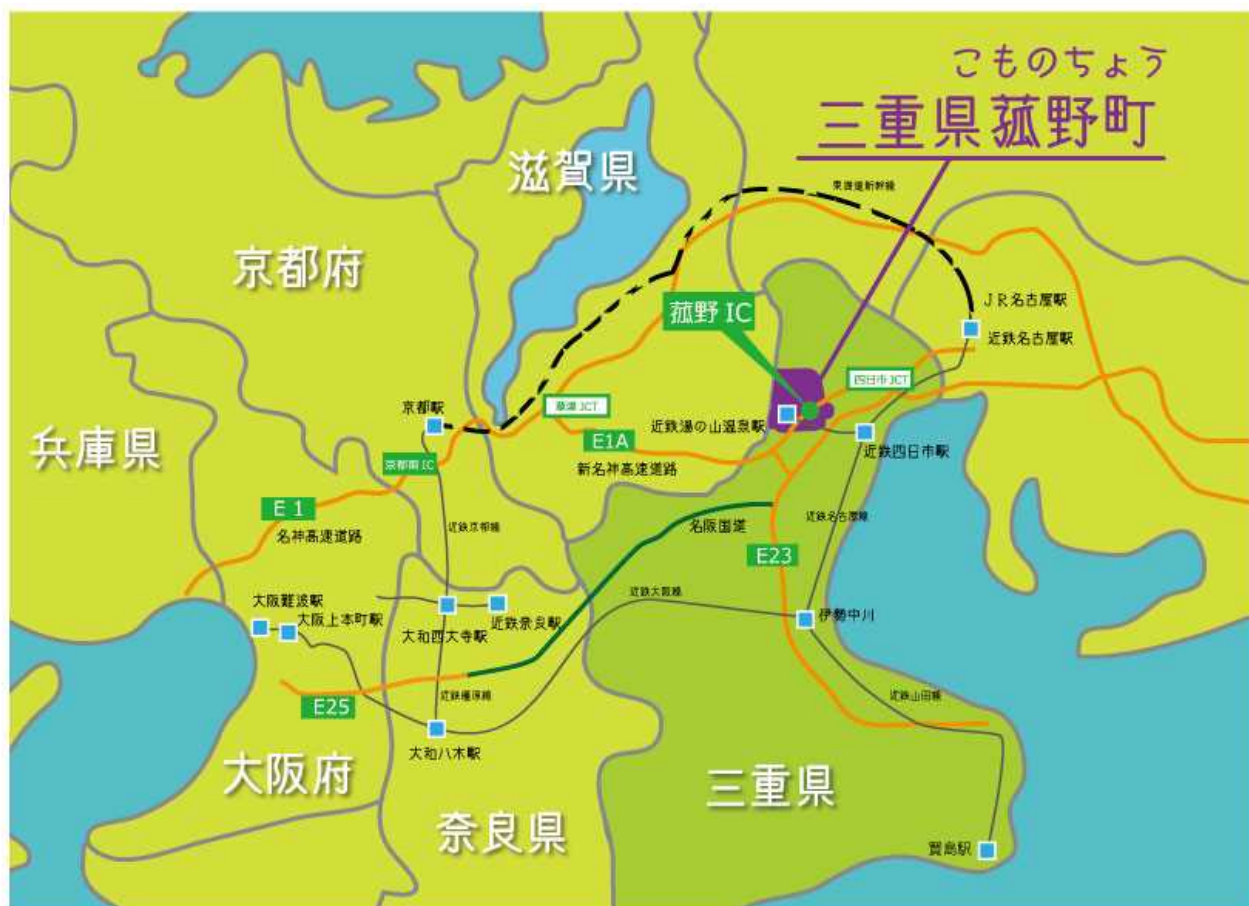 こものちょう
三重県菰野町
滋賀県
東海道新幹線
京都府
菰野 IC
JR名古屋駅
近鉄名古屋駅
四日市 JCT
京都駅
草津 JCT
近鉄湯の山温泉駅
兵庫県
E1A
近鉄四日市駅
京都南 IC
新名神高速道路
E 1
名神高速道路
近鉄京都線
名阪国道
近鉄名古屋線
E23
大阪難波駅
大阪上本町駅
近鉄大阪線
大和西大寺駅
近鉄奈良駅
伊勢中川
近鉄橿原線
近鉄山田線
E25
大和八木駅
大阪府
三重県
奈良県
賢島駅